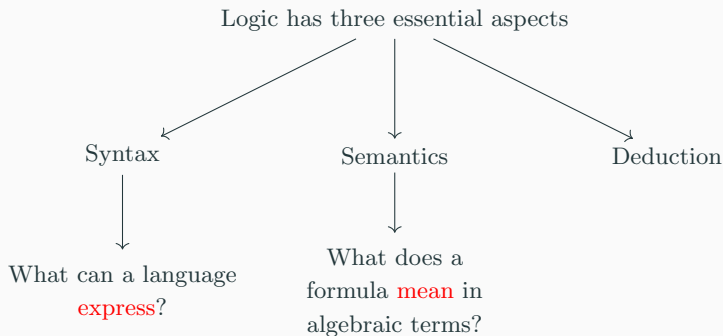 Logic has three essential aspects
Syntax
Semantics
Deduction
What can a language
express?
What does a
formula mean in
algebraic terms?